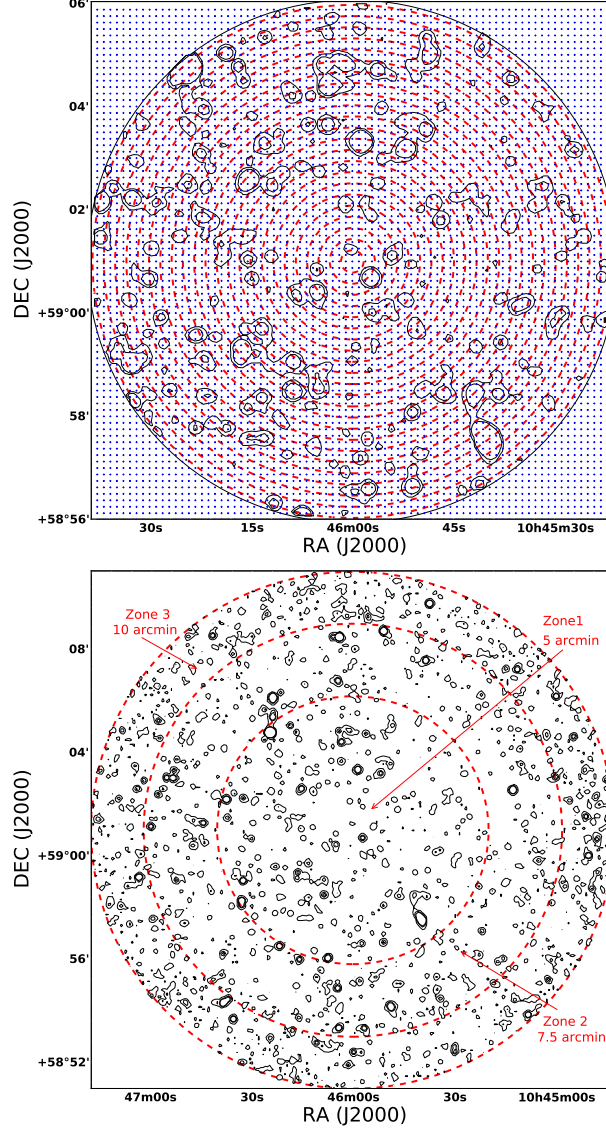 06'
04'
02'
+59°00'
58'
+58°56'
DEC (J2000)
30s 15s 46m00s 45s 10h45m30s
RA (J2000)
Zone 3
10 arcmin
Zone1
5 arcmin
08'
04'
+59°00'
56'
+58°52'
DEC (J2000)
Zone 2
7.5 arcmin
47m00s 30s 46m00s 30s 10h45m00s
RA (J2000)